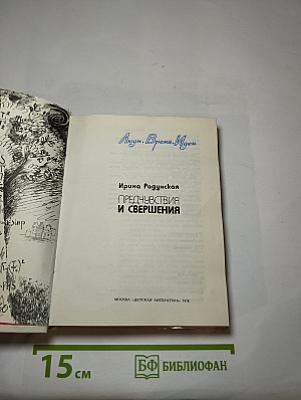 Люди. Время. Идеи
Ирина Радунская
ПРЕДЧУВСТВИЯ
И СВЕРШЕНИЯ
МОСКВА «ДЕТСКАЯ ЛИТЕРАТУРА» 1978
15 см
БФ БИБЛИОФАН